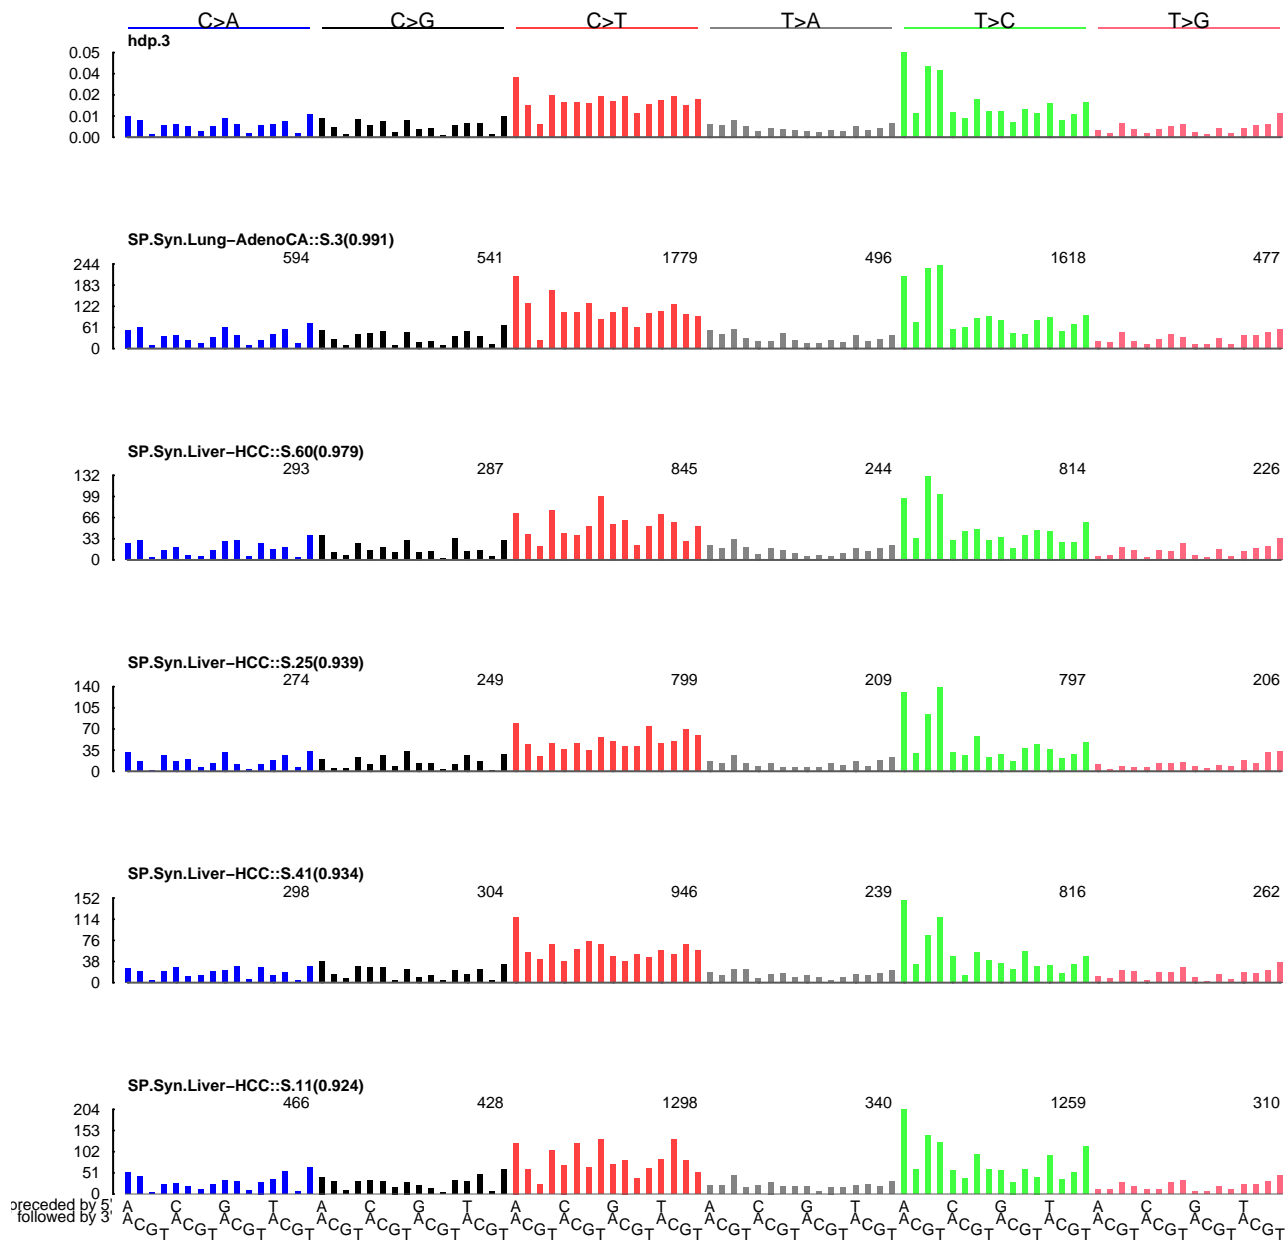 C>A C>G C>T T>A T>C T>G
hdp.3
0.05
0.04
0.02
0.01
0.00
SP.Syn.Lung−AdenoCA::S.3(0.991)
594 541 1779 496 1618 477
244
183
122
61
0
SP.Syn.Liver−HCC::S.60(0.979)
293 287 845 244 814 226
132
99
66
33
0
SP.Syn.Liver−HCC::S.25(0.939)
274 249 799 209 797 206
140
105
70
35
0
SP.Syn.Liver−HCC::S.41(0.934)
298 304 946 239 816 262
152
114
76
38
0
SP.Syn.Liver−HCC::S.11(0.924)
466 428 1298 340 1259 310
204
153
102
51
0
preceded by 5' A C G T A C G T A C G T A C G T A C G T A C G T
followed by 3' A C G T A C G T A C G T A C G T A C G T A C G T A C G T A C G T A C G T A C G T A C G T A C G T A C G T A C G T A C G T A C G T A C G T A C G T A C G T A C G T A C G T A C G T A C G T A C G T